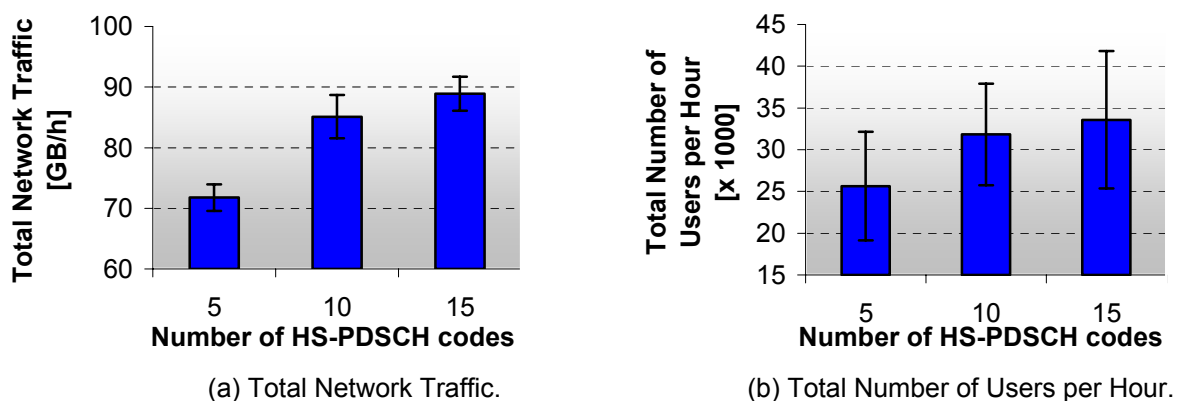 Total Network Traffic
[GB/h]
100
90
80
70
60
5 10 15
Number of HS-PDSCH codes
(a) Total Network Traffic.
Total Number of
Users per Hour
[x 1000]
45
40
35
30
25
20
15
5 10 15
Number of HS-PDSCH codes
(b) Total Number of Users per Hour.